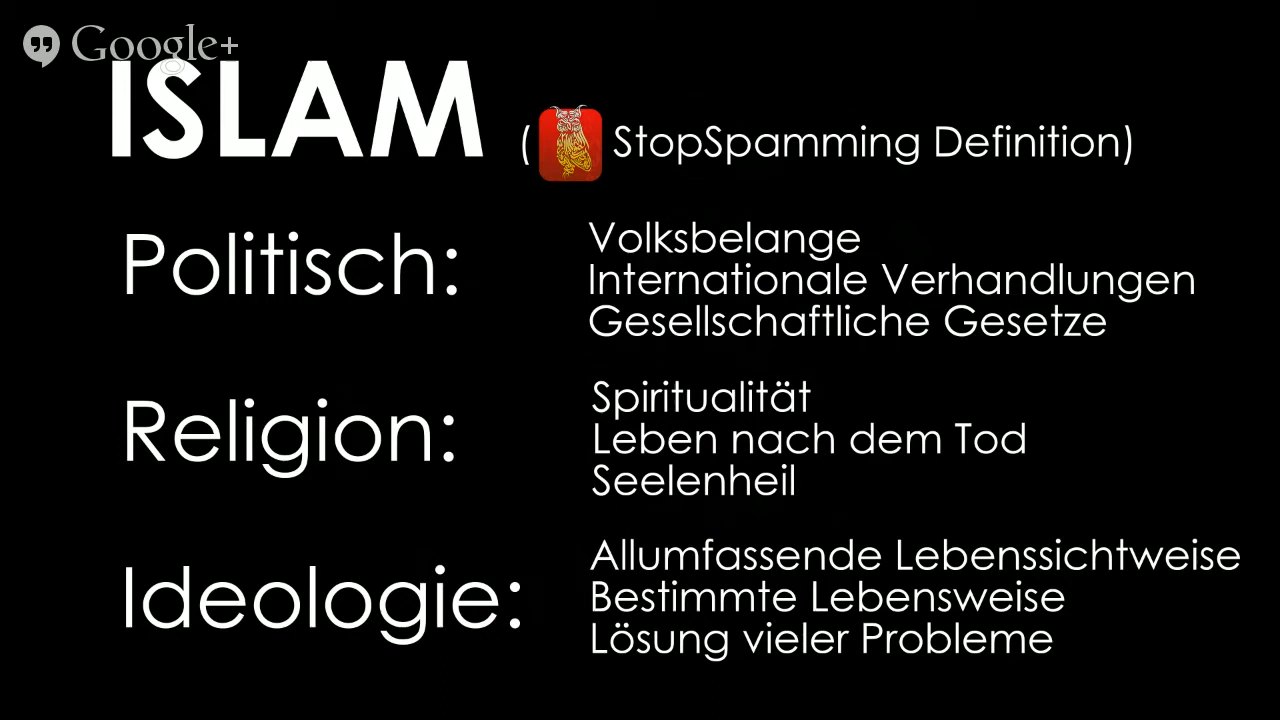 Google+
ISLAM ( StopSpamming Definition)
Politisch:
Volksbelange
Internationale Verhandlungen
Gesellschaftliche Gesetze
Religion:
Spiritualität
Leben nach dem Tod
Seelenheil
Ideologie:
Allumfassende Lebenssichtweise
Bestimmte Lebensweise
Lösung vieler Probleme